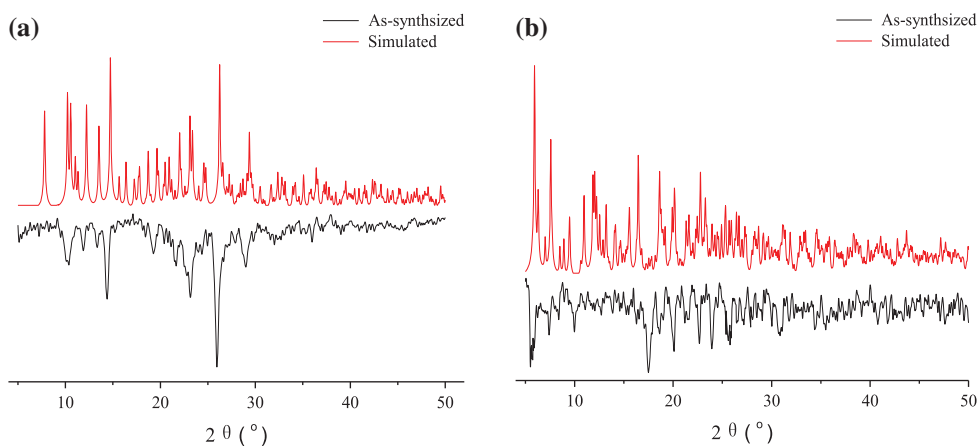 (a)
As-synthsized
Simulated
10 20 30 40 50
2 θ (°)
(b)
As-synthsized
Simulated
10 20 30 40 50
2 θ (°)